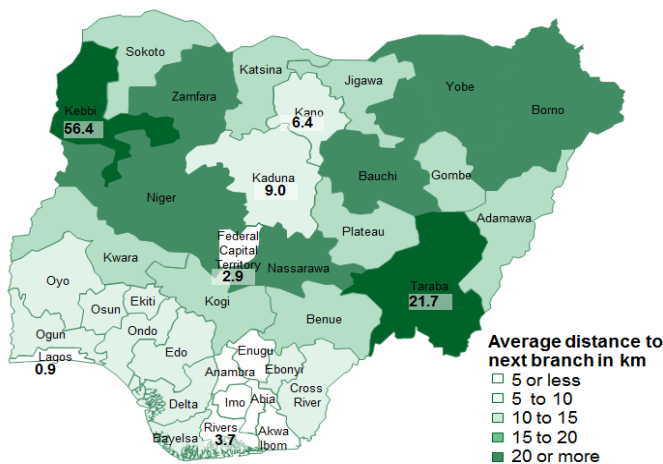 Sokoto
Katsina
Jigawa
Yobe
Borno
Kebbi
56.4
Zamfara
Kano
6.4
Kaduna
9.0
Bauchi
Gombe
Niger
Adamawa
Plateau
Federal
Capital
Territory
2.9
Nassarawa
Kwara
Taraba
21.7
Oyo
Kogi
Benue
Ekiti
Osun
Ondo
Ogun
Edo
Lagos
0.9
Enugu
Anambra
Ebonyi
Cross
River
Imo
Abia
Delta
Bayelsa
Rivers
3.7
Akwa
Ibom
Average distance to
next branch in km
5 or less
5 to 10
10 to 15
15 to 20
20 or more